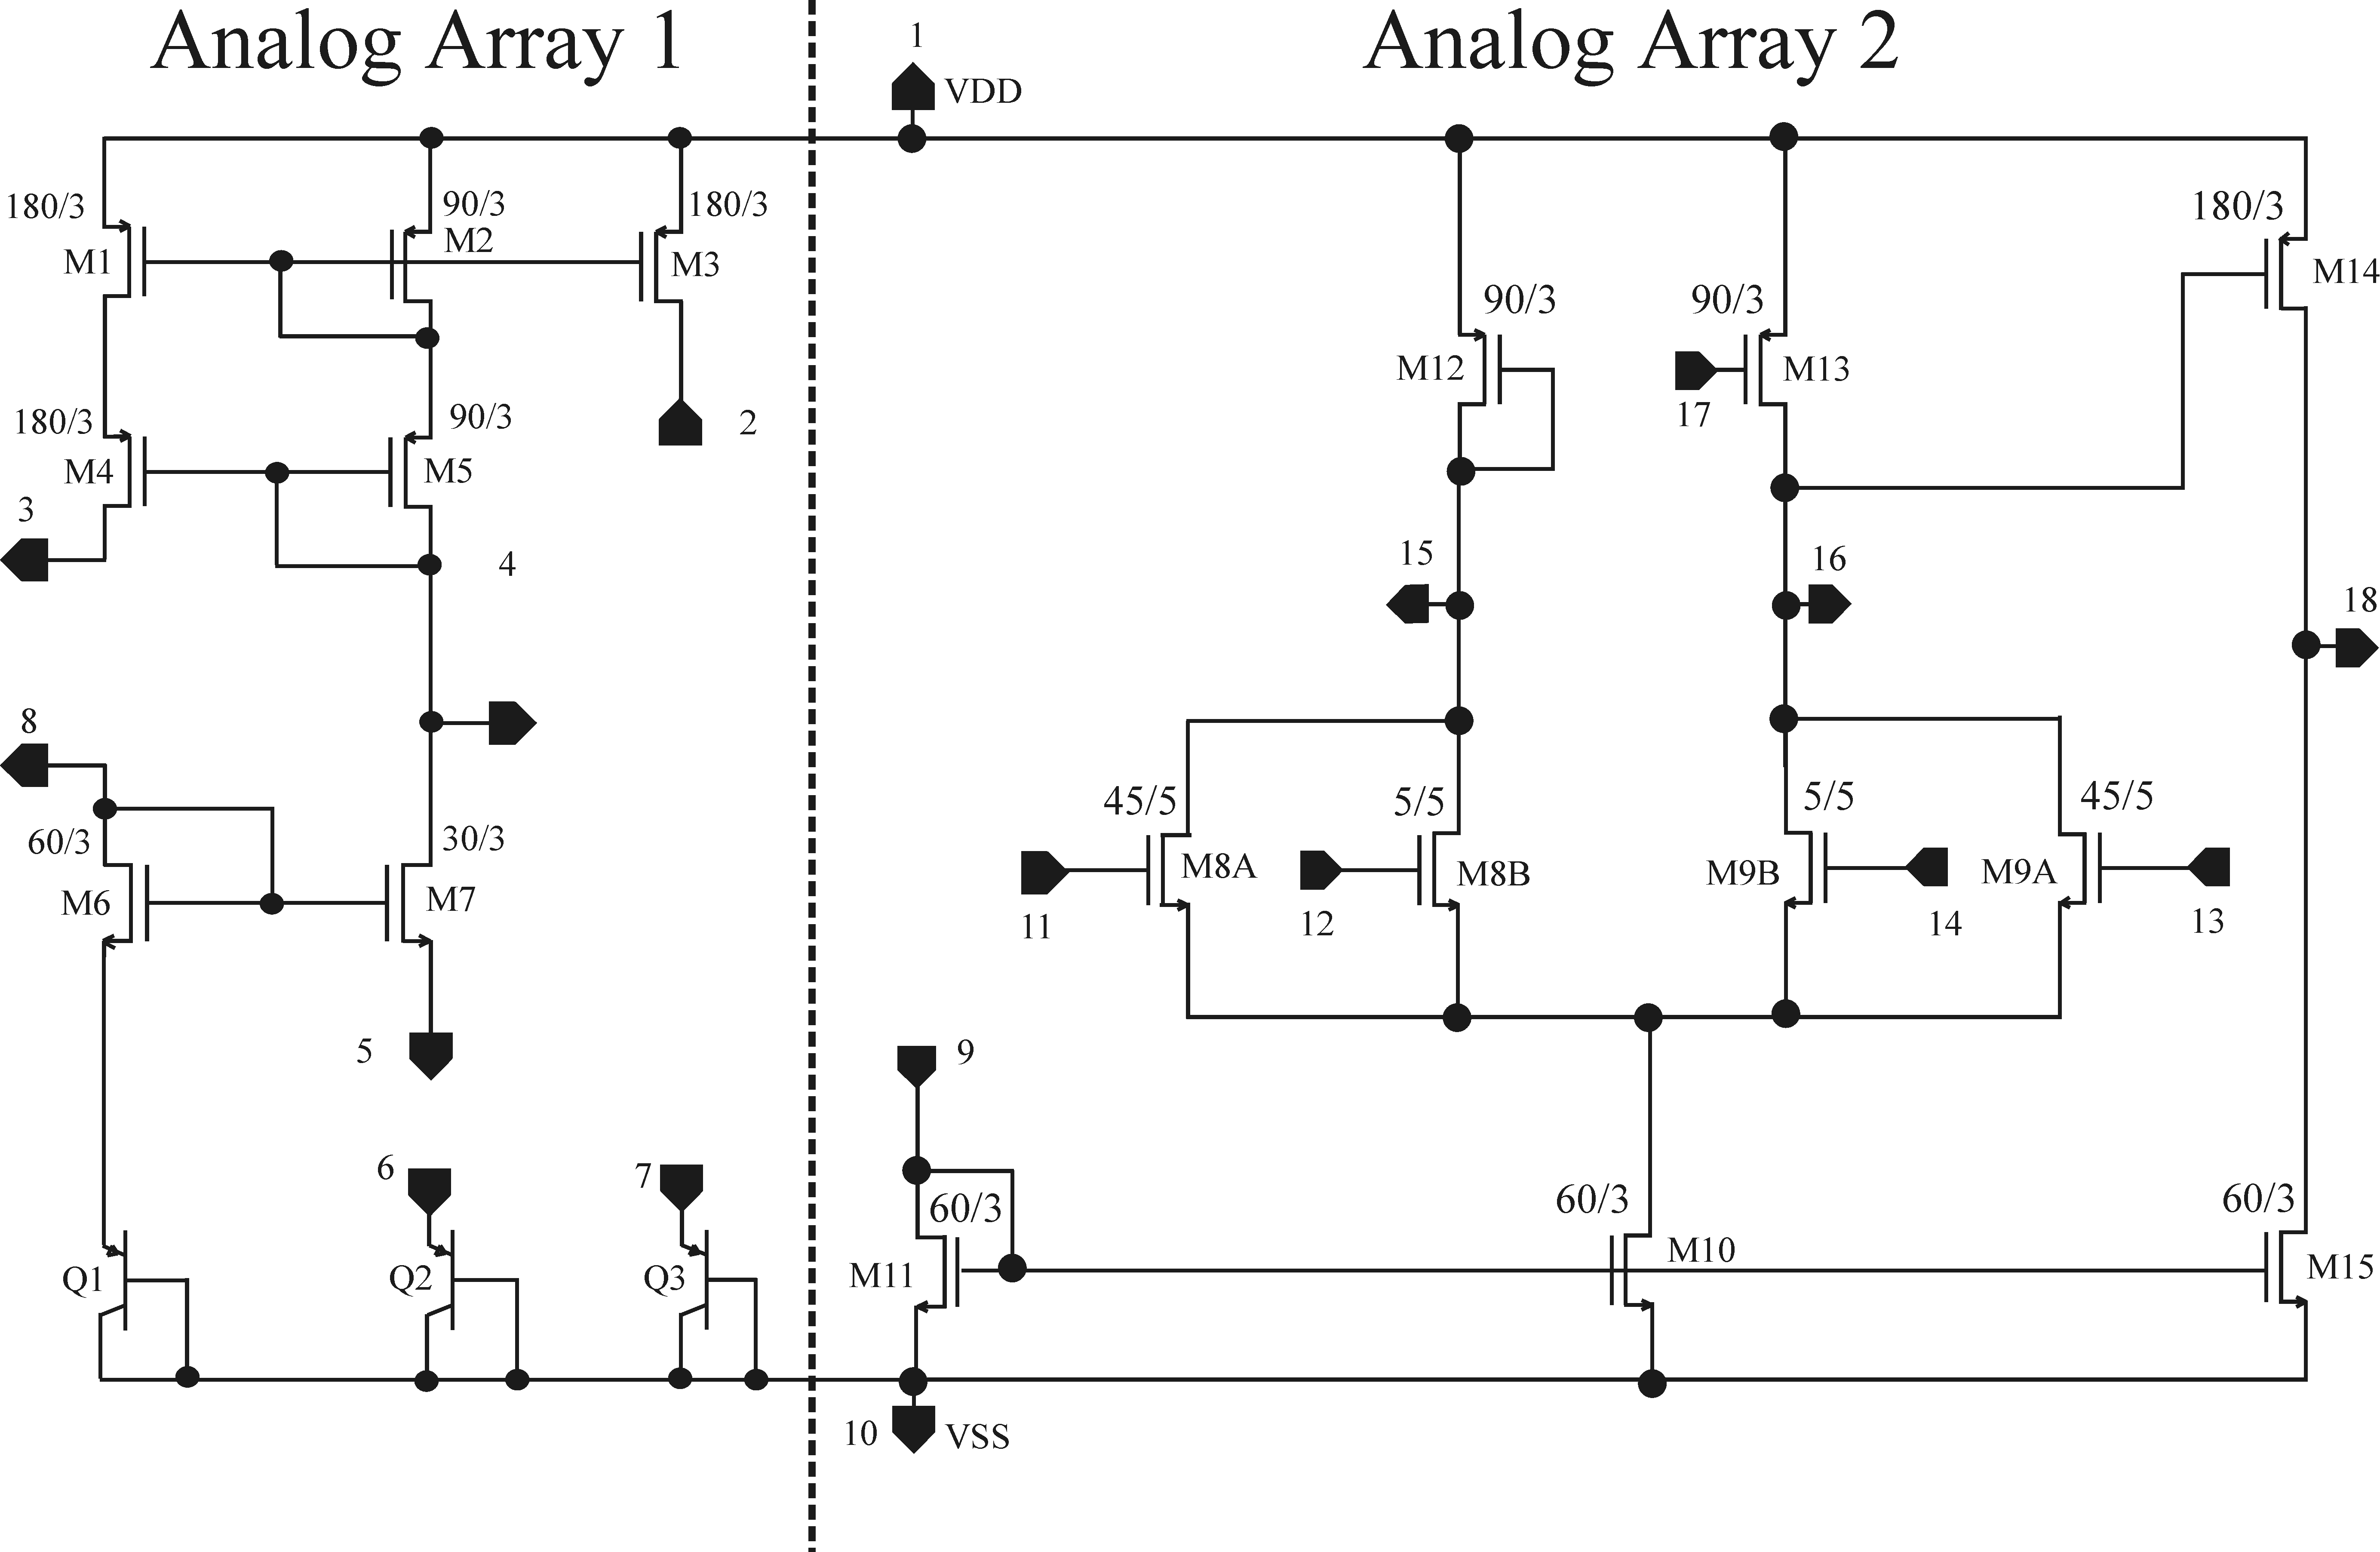 Analog Array 1
1
Analog Array 2
VDD
180/3
90/3
180/3
180/3
M1
M2
M3
M14
90/3
90/3
M12
M13
17
180/3
90/3
2
M4
M5
3
4
15
16
18
8
60/3
30/3
45/5
5/5
5/5
45/5
M6
M7
M8A
M8B
M9B
M9A
11
12
14
13
5
9
6
7
60/3
60/3
60/3
Q1
Q2
Q3
M11
M10
M15
10
VSS